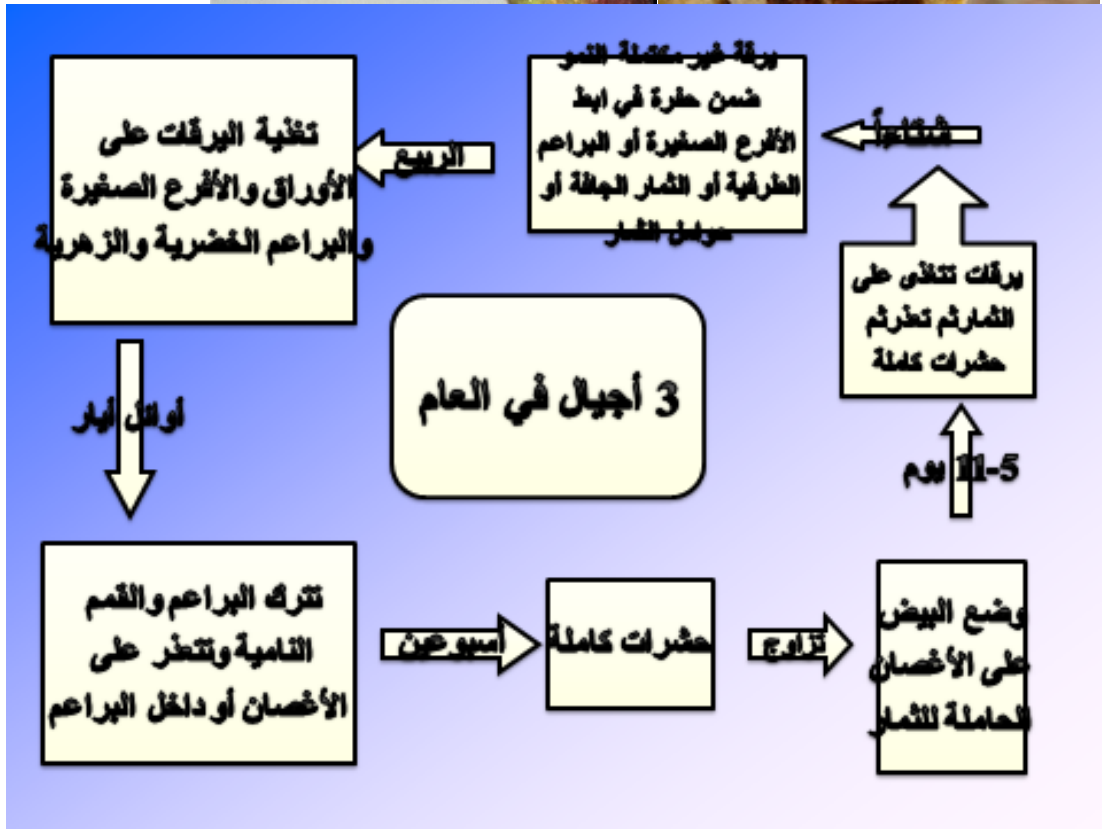 شتاءاً
يرقة غير مكتملة النمو
ضمن حفرة في ابط
الأفرع الصغيرة أو البراعم
الطرفية أو الثمار الجافة أو
حوامل الثمار
الربيع
تغذية اليرقات على
الأوراق والأفرع الصغيرة
والبراعم الخضرية والزهرية
أوائل أيار
تترك البراعم والقمم
النامية وتتعذر على
الأغصان أو داخل البراعم
أسبوعين
حشرات كاملة
تزاوج
وضع البيض
على الأغصان
الحاملة للثمار
5-11 يوم
يرقات تتغذى على
الثمار ثم تعذر ثم
حشرات كاملة
3 أجيال في العام